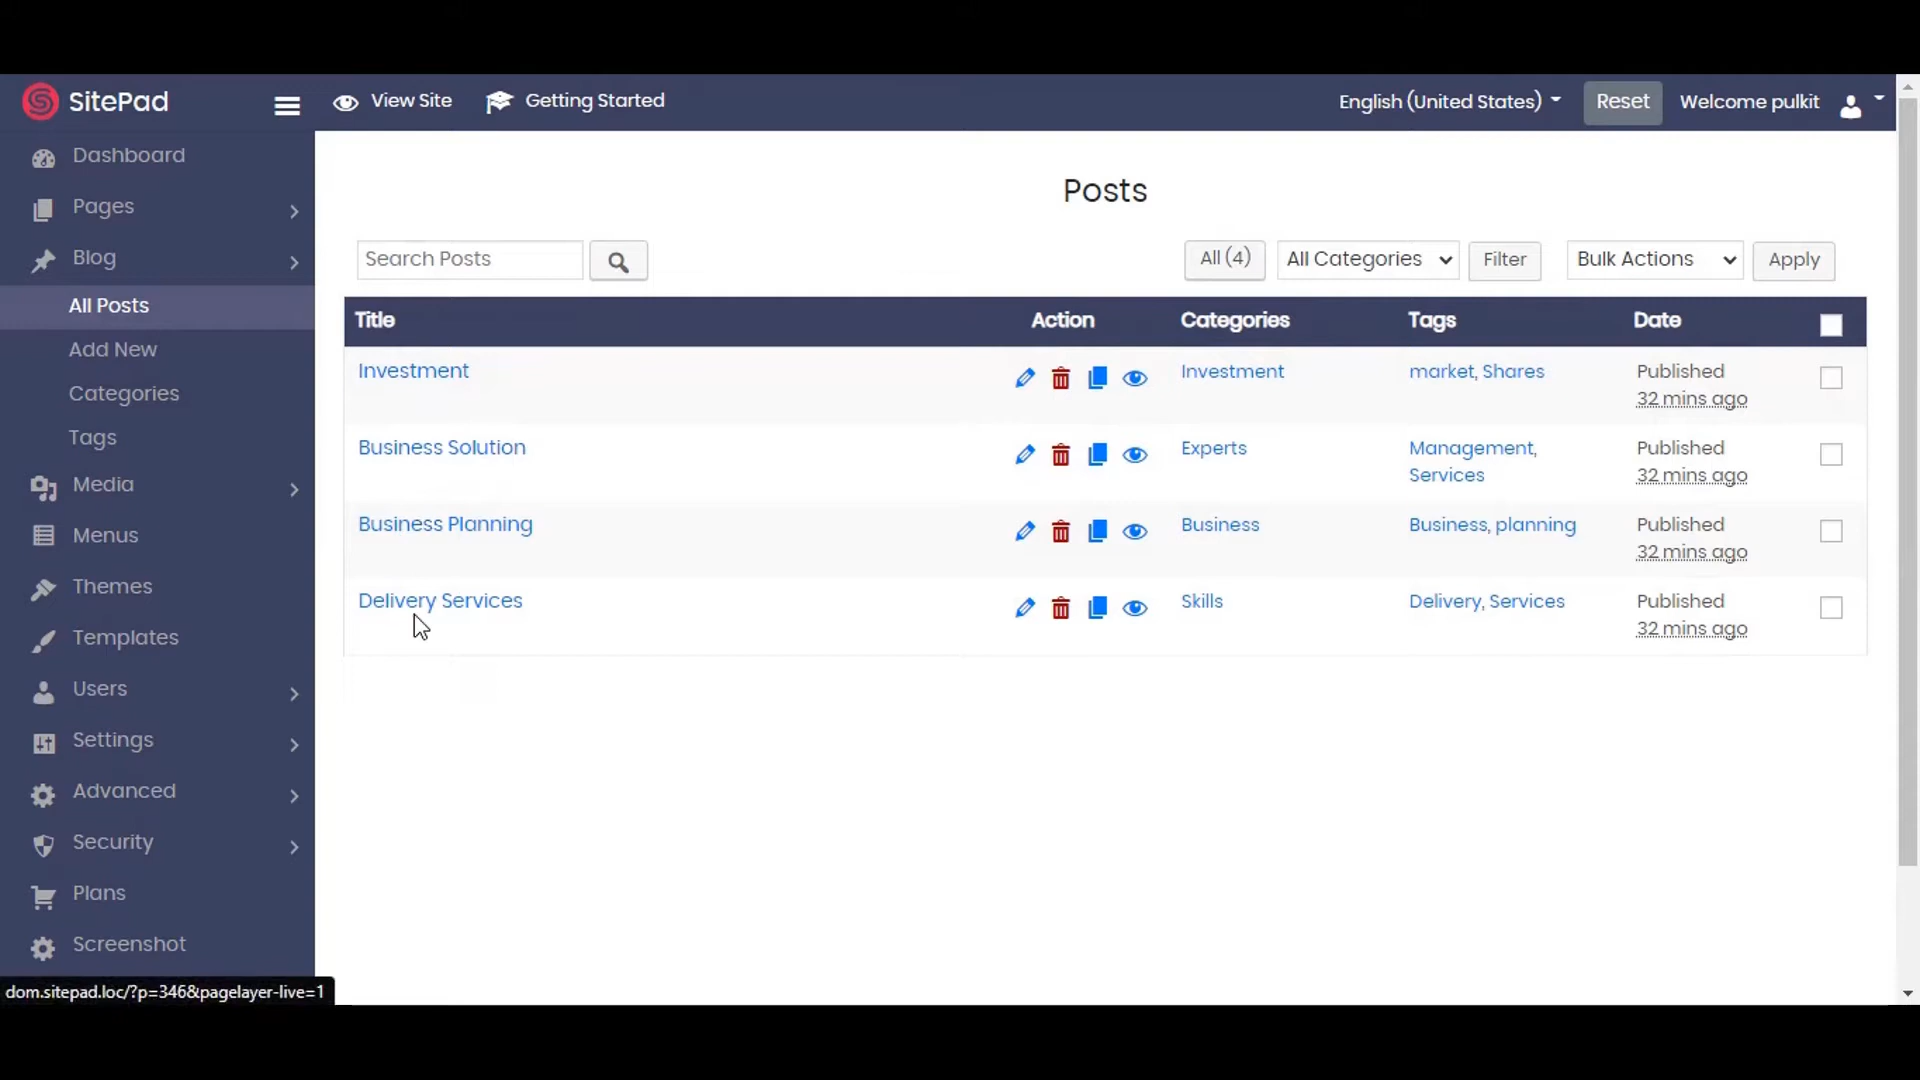 SitePad
View Site
Getting Started
English (United States)
Reset
Welcome pulkit
Dashboard
Pages
Blog
All Posts
Add New
Categories
Tags
Media
Menus
Themes
Templates
Users
Settings
Advanced
Security
Plans
Screenshot
Posts
Search Posts
All (4)
All Categories
Filter
Bulk Actions
Apply
Title Action Categories Tags Date
Investment Investment market, Shares Published
32 mins ago
Business Solution Experts Management, Published
Services 32 mins ago
Business Planning Business Business, planning Published
32 mins ago
Delivery Services Skills Delivery, Services Published
32 mins ago
dom.sitepad.loc/?p=346&pagelayer-live=1